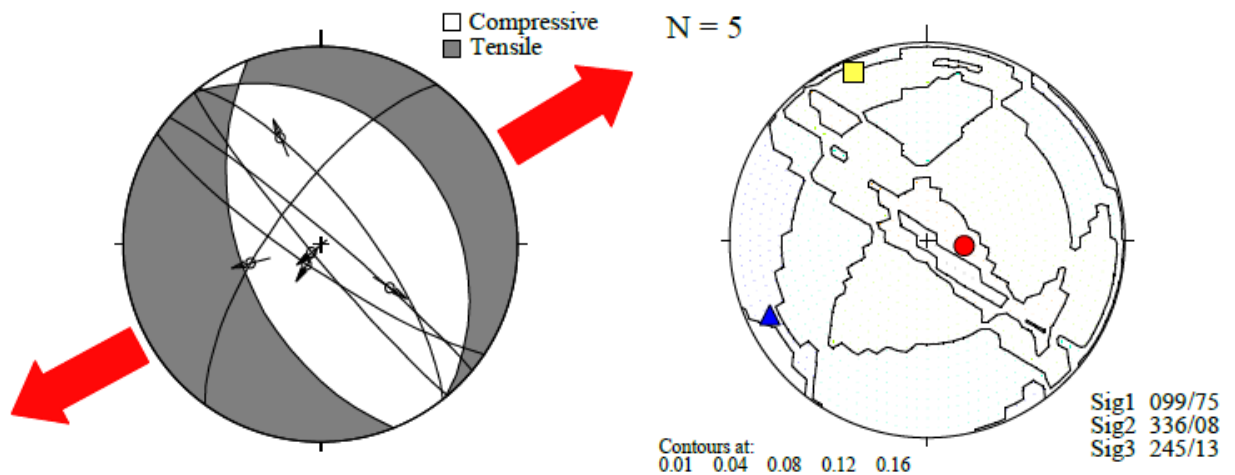 Compressive
Tensile
N = 5
Sig1 099/75
Sig2 336/08
Sig3 245/13
Contours at:
0.01 0.04 0.08 0.12 0.16